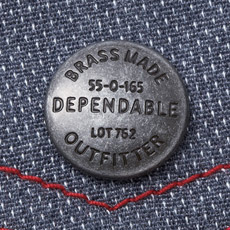 BRASS MADE
55-0-165
DEPENDABLE
LOT 762
OUTFITTER